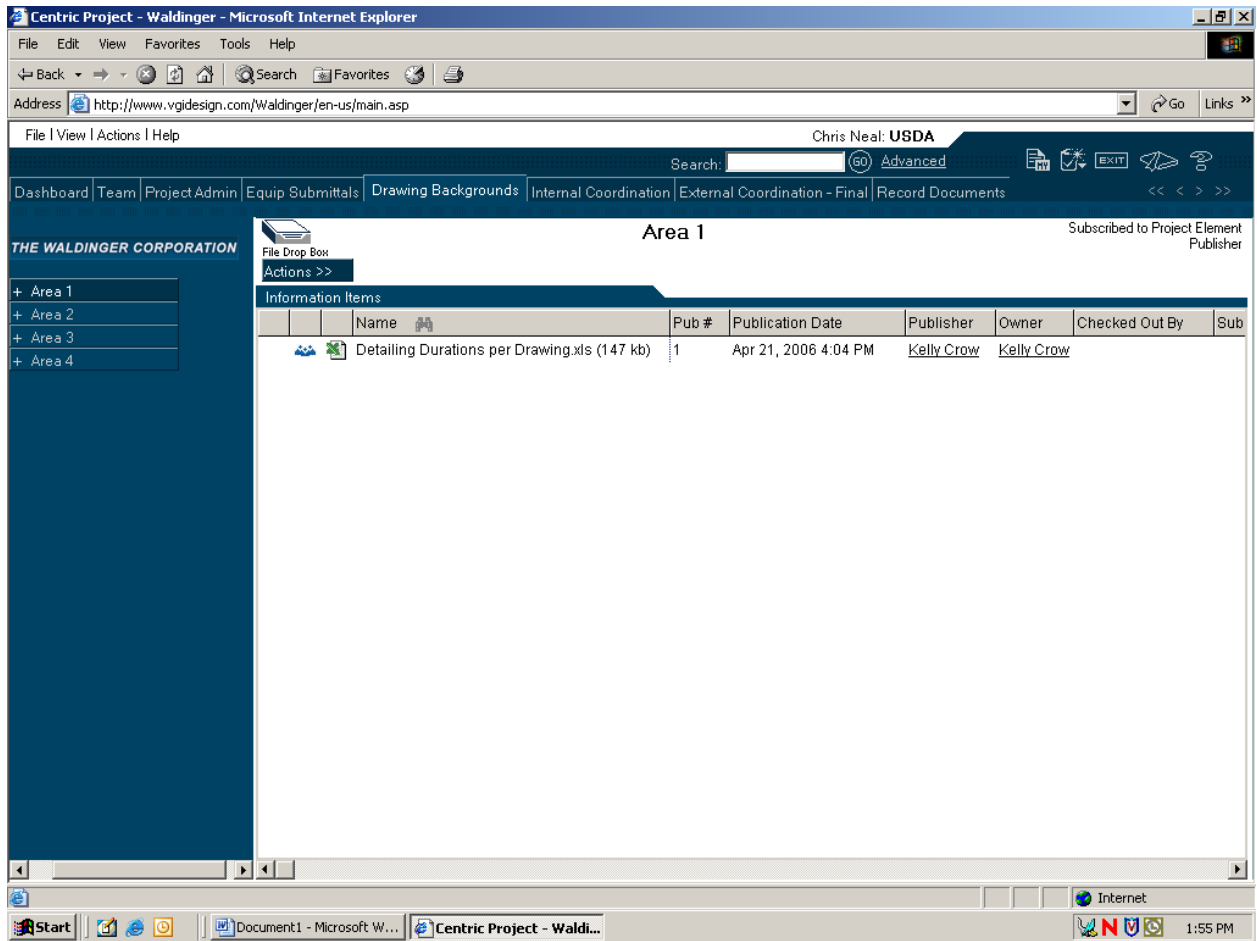 Centric Project - Waldinger - Microsoft Internet Explorer
File Edit View Favorites Tools Help
Back Search Favorites
Address http://www.vgidesign.com/Waldinger/en-us/main.asp Go Links »
File | View | Actions | Help Chris Neal: USDA
Search: GO Advanced EXIT
Dashboard Team Project Admin Equip Submittals Drawing Backgrounds Internal Coordination External Coordination - Final Record Documents << < > >>
THE WALDINGER CORPORATION
+ Area 1
+ Area 2
+ Area 3
+ Area 4
File Drop Box
Actions >>
Area 1
Subscribed to Project Element
Publisher
Information Items
Name Pub # Publication Date Publisher Owner Checked Out By Sub
Detailing Durations per Drawing.xls (147 kb) 1 Apr 21, 2006 4:04 PM Kelly Crow Kelly Crow
Internet
Start Document1 - Microsoft W... Centric Project - Waldi... 1:55 PM